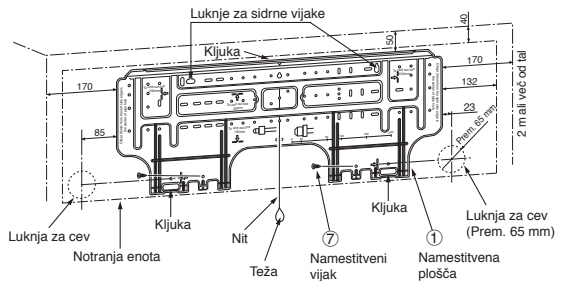 Luknje za sidrne vijake
40
50
Kljuka
170
170
132
2 m ali več od tal
85
23
Prem. 65 mm
Kljuka
Kljuka
Luknja za cev
Luknja za cev
(Prem. 65 mm)
Notranja enota
Nit
Teža
7
Namestitveni
vijak
1
Namestitvena
plošča